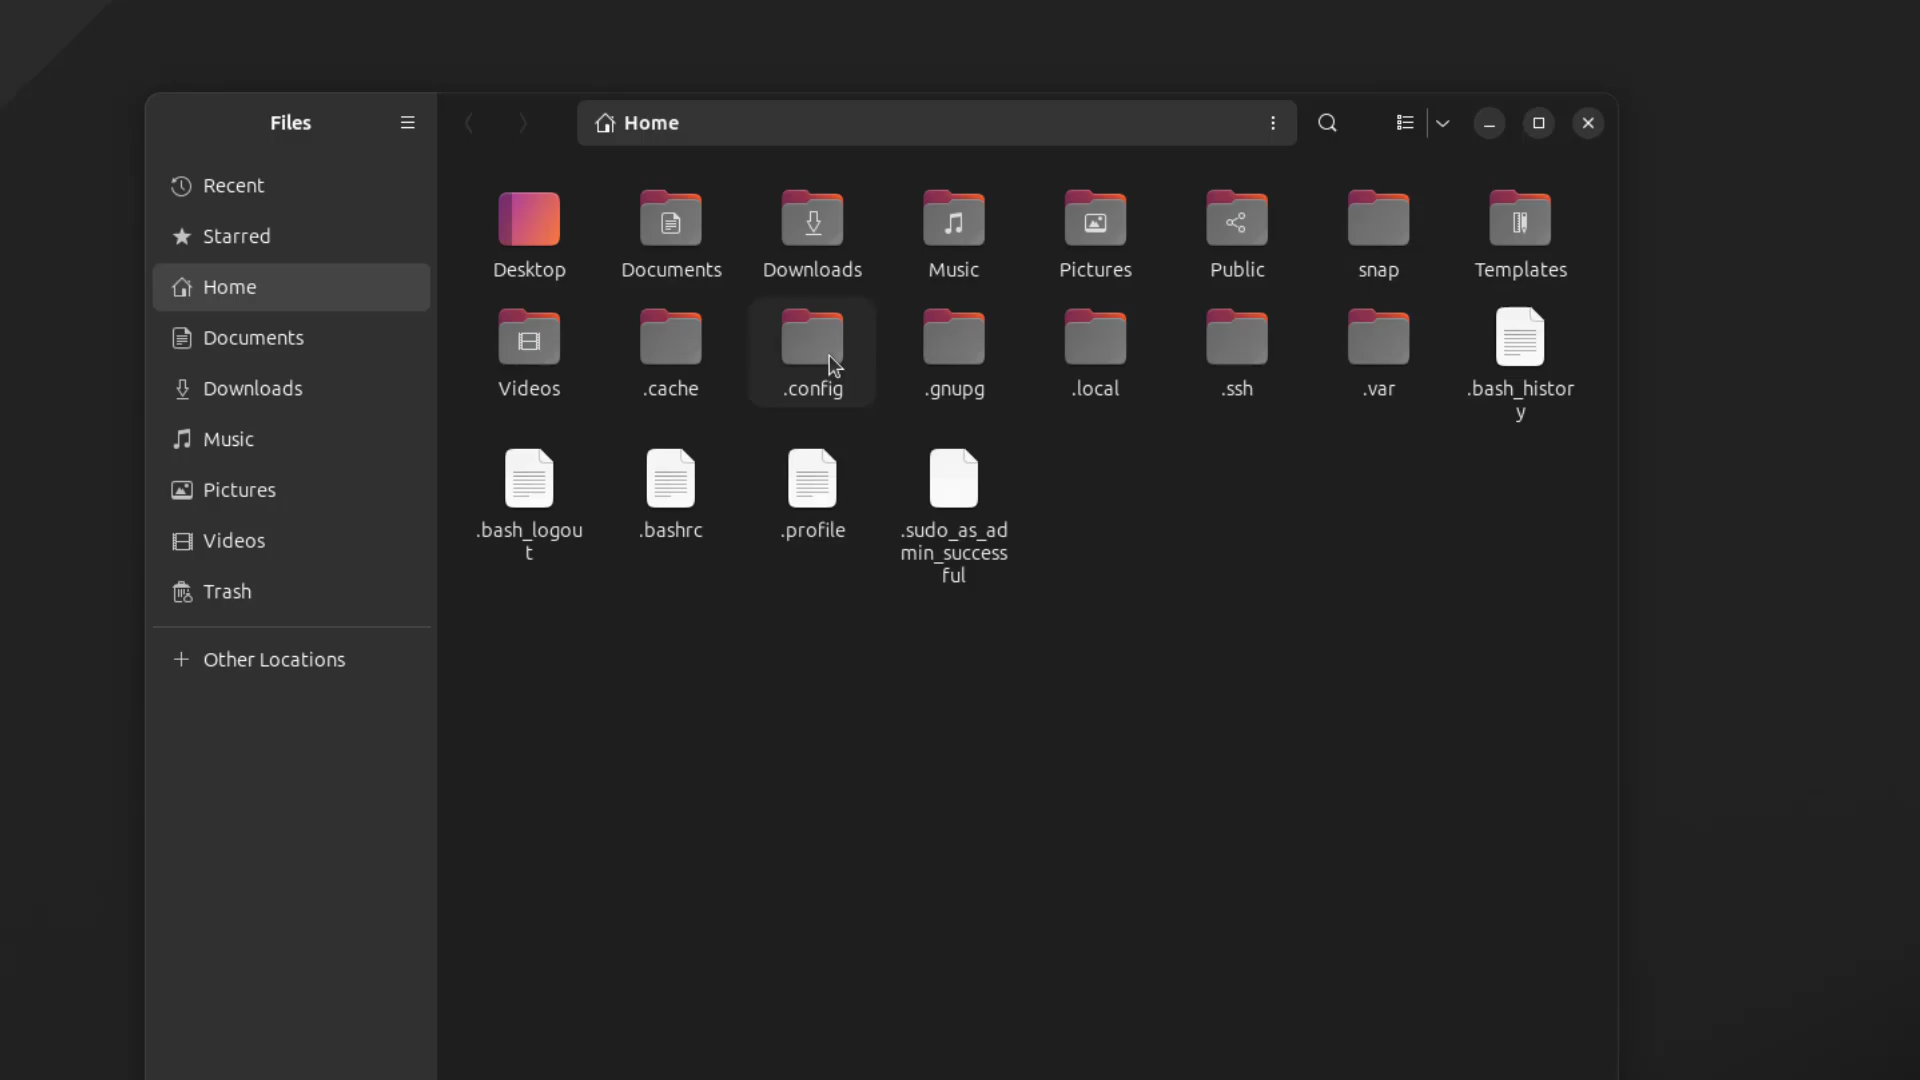 Files
Home
Recent
Starred
Home
Documents
Downloads
Music
Pictures
Videos
Trash
Other Locations
Desktop
Documents
Downloads
Music
Pictures
Public
snap
Templates
Videos
.cache
.config
.gnupg
.local
.ssh
.var
.bash_histor
y
.bash_logou
t
.bashrc
.profile
.sudo_as_ad
min_success
ful